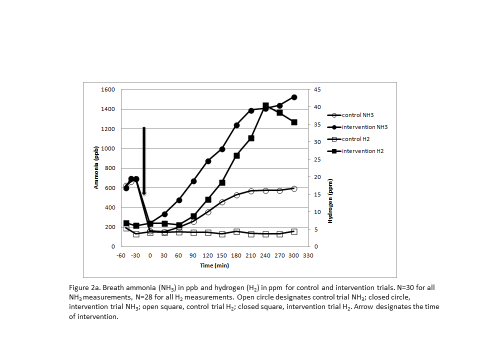 1600
1400
1200
1000
800
600
400
200
0
Ammonia (ppb)
45
40
35
30
25
20
15
10
5
0
Hydrogen (ppm)
-60 -30 0 30 60 90 120 150 180 210 240 270 300 330
Time (min)
control NH3
intervention NH3
control H2
intervention H2
Figure 2a. Breath ammonia (NH3) in ppb and hydrogen (H2) in ppm for control and intervention trials. N=30 for all
NH3 measurements, N=28 for all H2 measurements. Open circle designates control trial NH3; closed circle,
intervention trial NH3; open square, control trial H2; closed square, intervention trial H2. Arrow designates the time
of intervention.